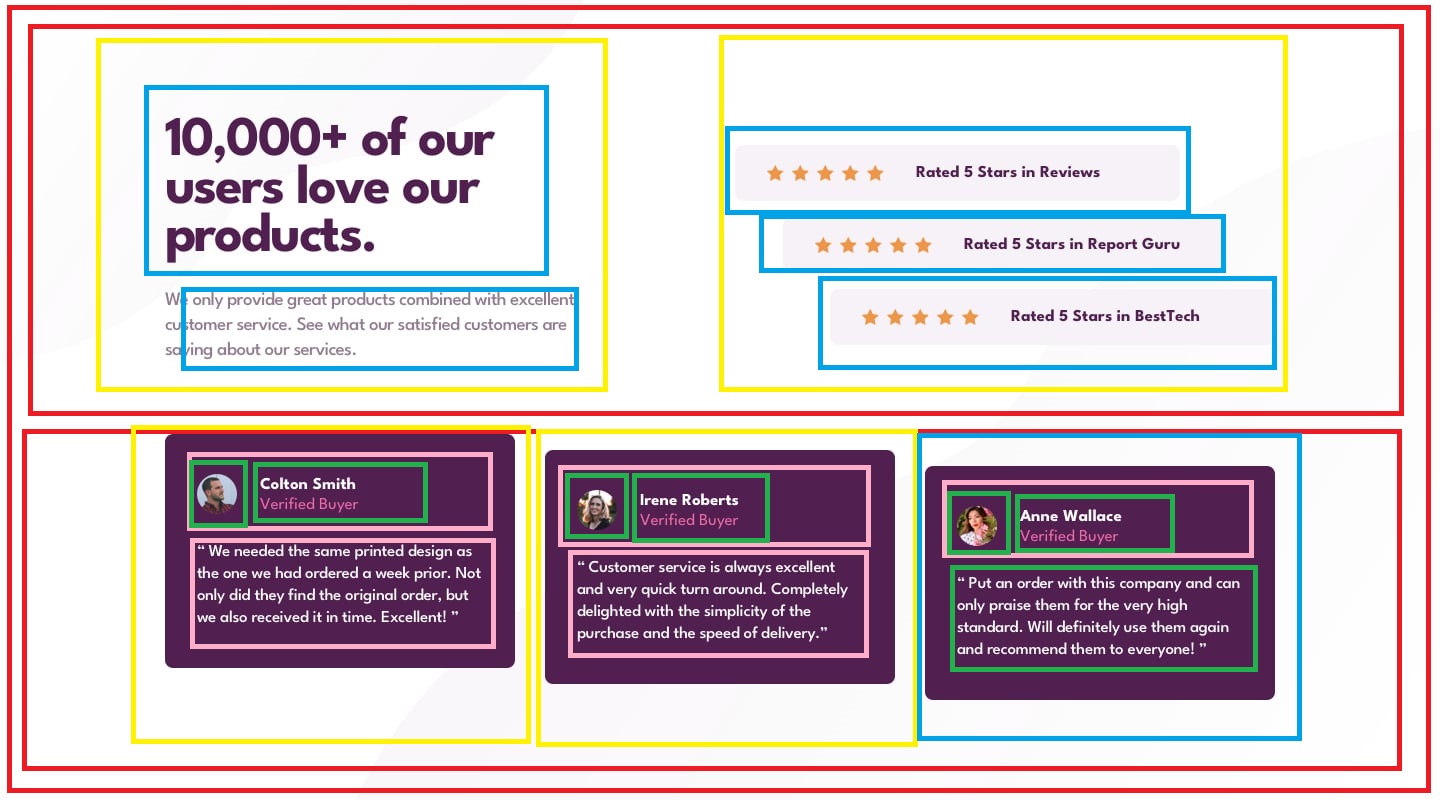 10,000+ of our
users love our
products.
We only provide great products combined with excellent
customer service. See what our satisfied customers are
saying about our services.
Rated 5 Stars in Reviews
Rated 5 Stars in Report Guru
Rated 5 Stars in BestTech
Colton Smith
Verified Buyer
“ We needed the same printed design as
the one we had ordered a week prior. Not
only did they find the original order, but
we also received it in time. Excellent! ”
Irene Roberts
Verified Buyer
“ Customer service is always excellent
and very quick turn around. Completely
delighted with the simplicity of the
purchase and the speed of delivery.”
Anne Wallace
Verified Buyer
“ Put an order with this company and can
only praise them for the very high
standard. Will definitely use them again
and recommend them to everyone! ”